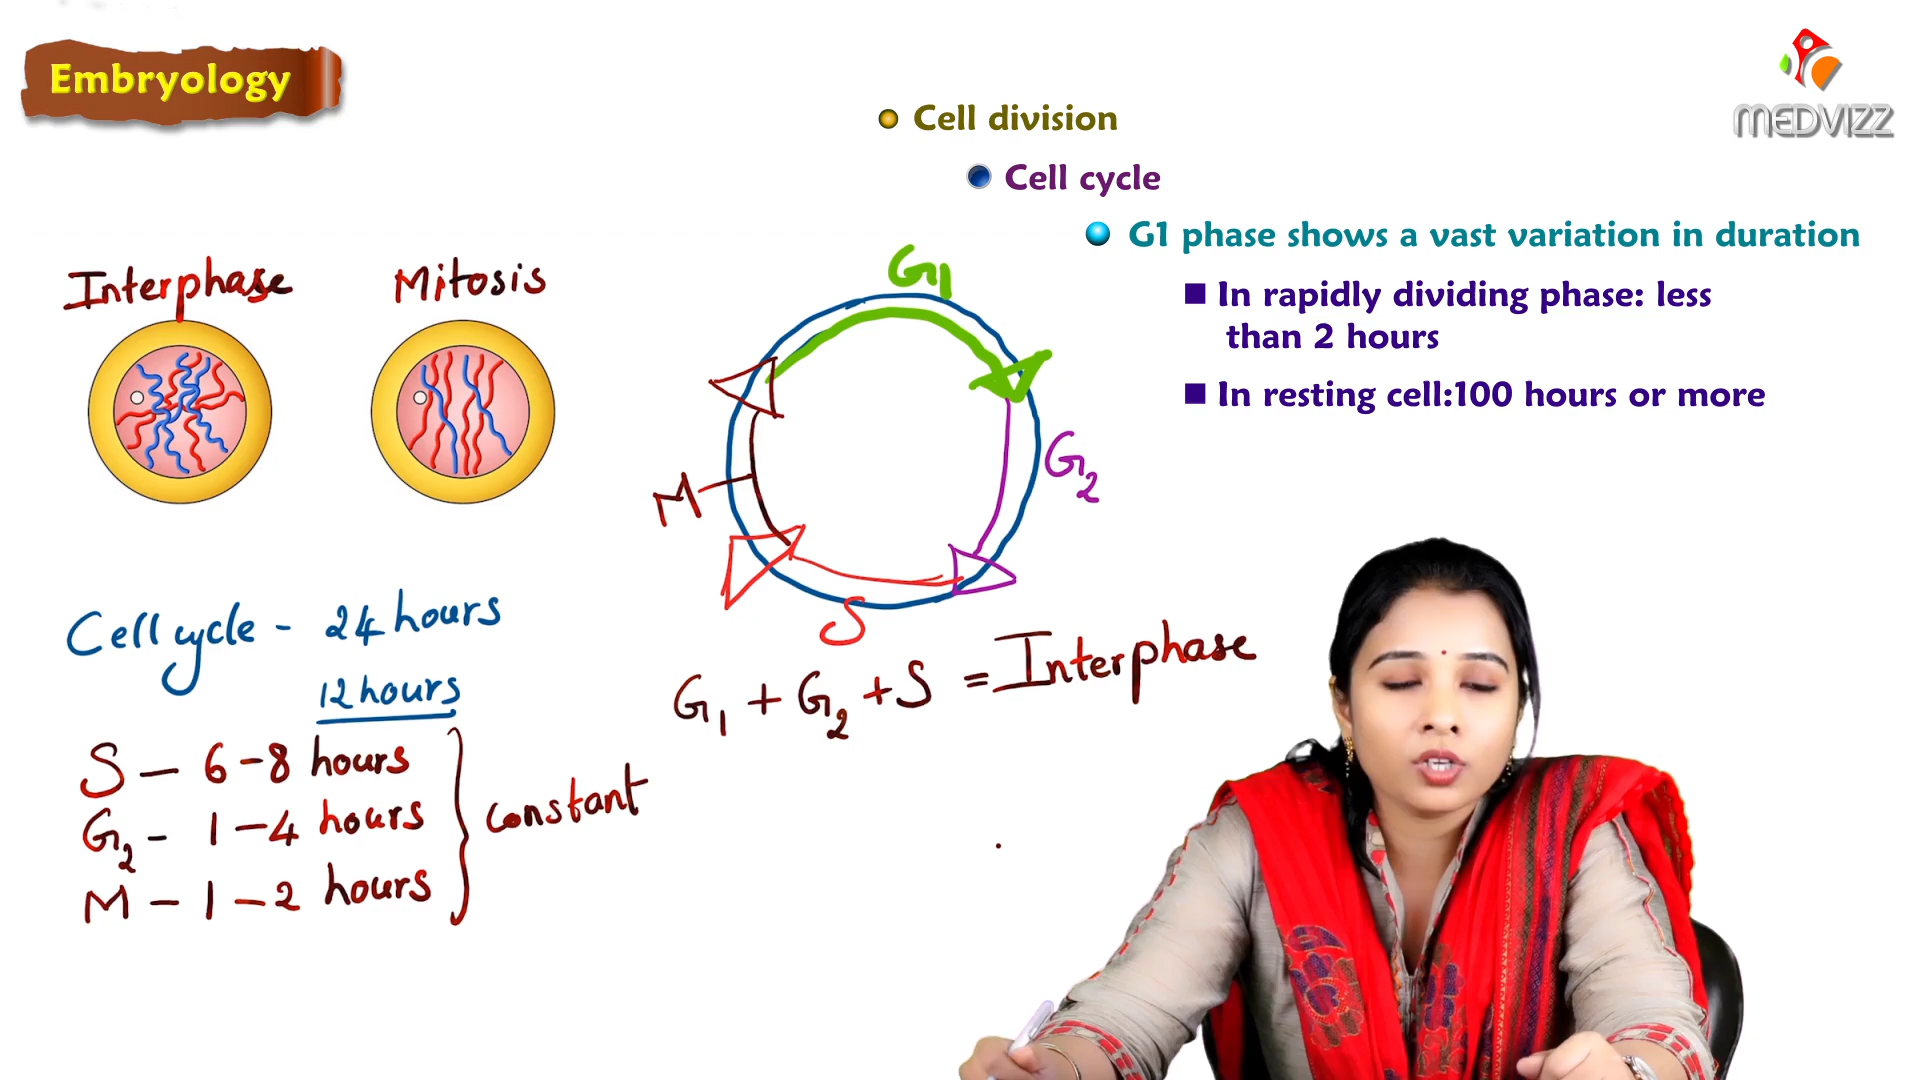 Embryology
MEDVIZZ
Cell division
Cell cycle
G1 phase shows a vast variation in duration
In rapidly dividing phase: less
than 2 hours
In resting cell:100 hours or more
Interphase
Mitosis
G1
G2
M
S
Cell cycle - 24 hours
12 hours
S - 6-8 hours
G2 - 1-4 hours
M - 1-2 hours
constant
G1 + G2 + S = Interphase